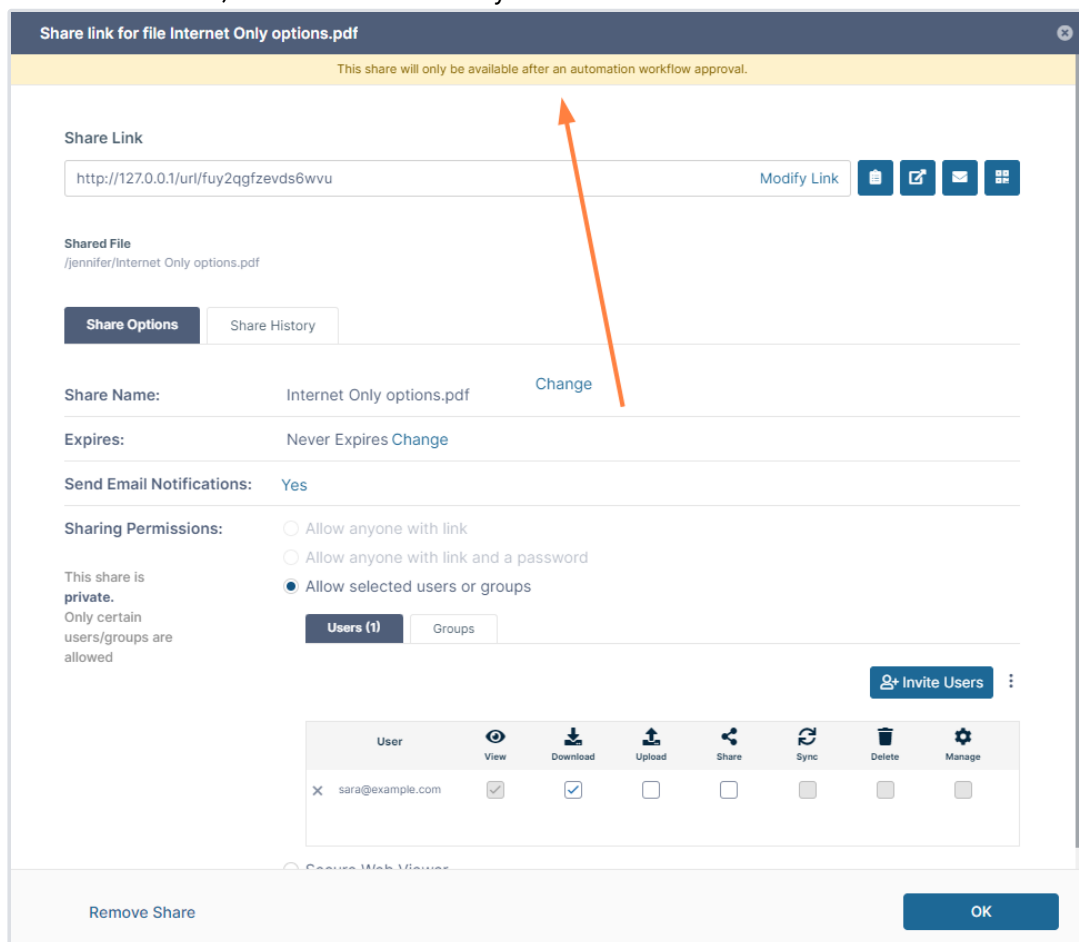 Share link for file Internet Only options.pdf
This share will only be available after an automation workflow approval.
Share Link
http://127.0.0.1/url/fuy2qgfzevds6wvu
Modify Link
Shared File
/jennifer/Internet Only options.pdf
Share Options
Share History
Share Name:
Internet Only options.pdf
Change
Expires:
Never Expires Change
Send Email Notifications:
Yes
Sharing Permissions:
Allow anyone with link
Allow anyone with link and a password
Allow selected users or groups
This share is
private.
Only certain
users/groups are
allowed
Users (1)
Groups
Invite Users
User
View
Download
Upload
Share
Sync
Delete
Manage
sara@example.com
Secure Web Viewer
Remove Share
OK